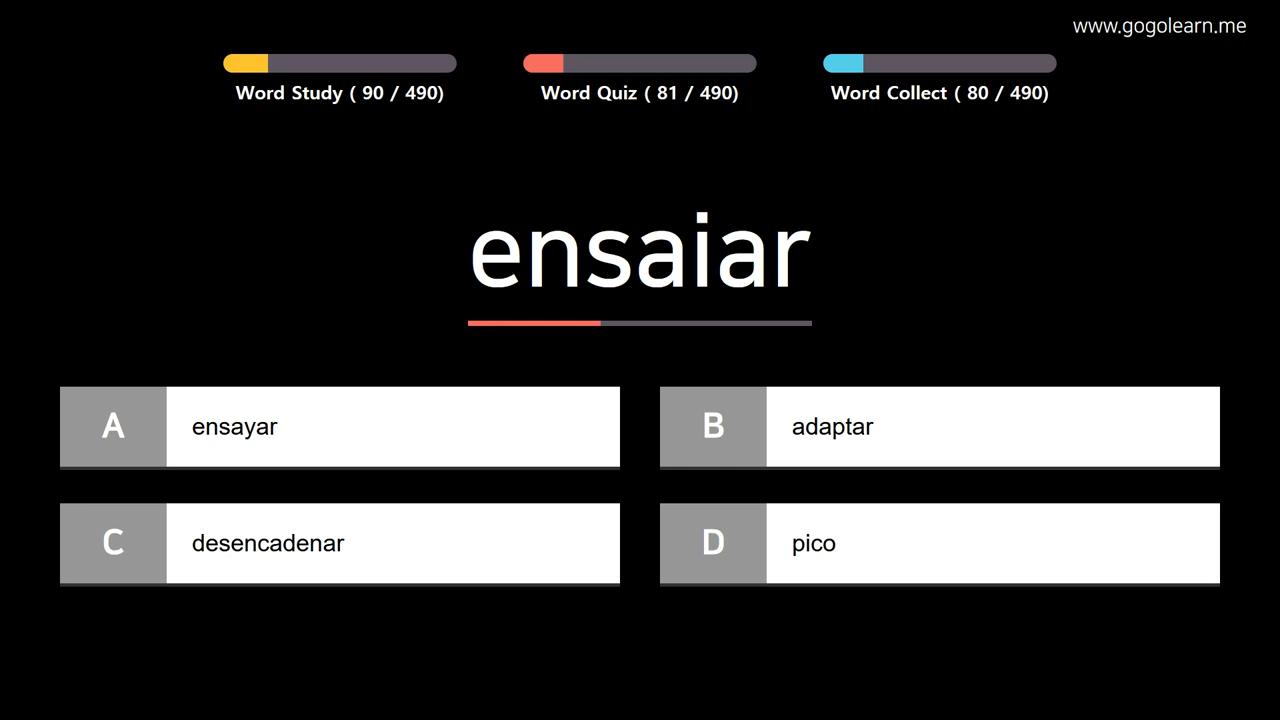 www.gogolearn.me
Word Study ( 90 / 490)
Word Quiz ( 81 / 490)
Word Collect ( 80 / 490)
ensaiar
A ensayar
B adaptar
C desencadenar
D pico